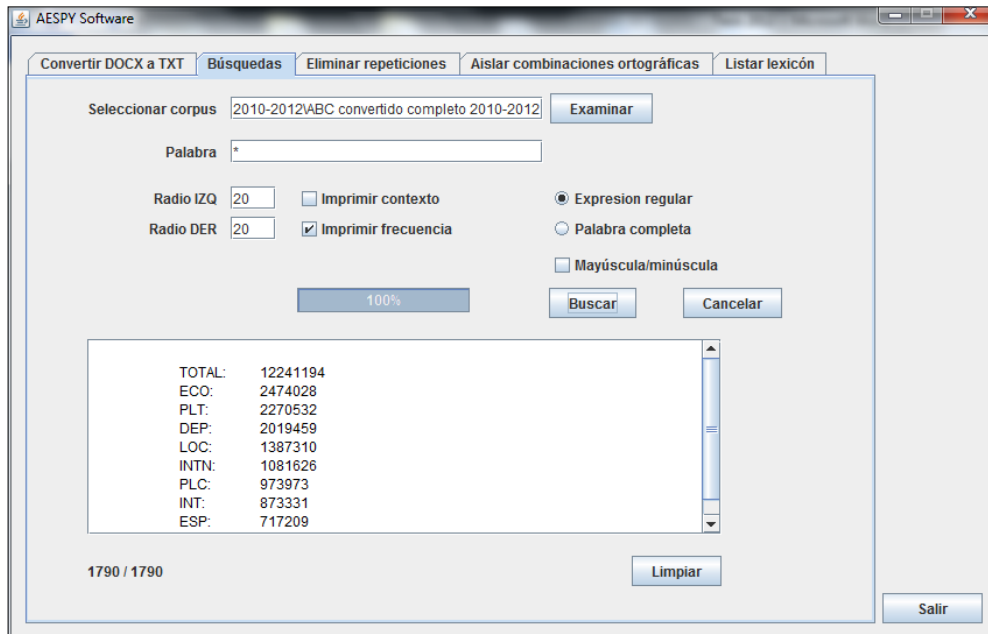 AESPY Software
Convertir DOCX a TXT Búsquedas Eliminar repeticiones Aislar combinaciones ortográficas Listar lexicón
Seleccionar corpus 2010-2012\ABC convertido completo 2010-2012 Examinar
Palabra *
Radio IZQ 20 Imprimir contexto Expresion regular
Radio DER 20 Imprimir frecuencia Palabra completa
Mayúscula/minúscula
100% Buscar Cancelar
TOTAL: 12241194
ECO: 2474028
PLT: 2270532
DEP: 2019459
LOC: 1387310
INTN: 1081626
PLC: 973973
INT: 873331
ESP: 717209
1790 / 1790 Limpiar
Salir